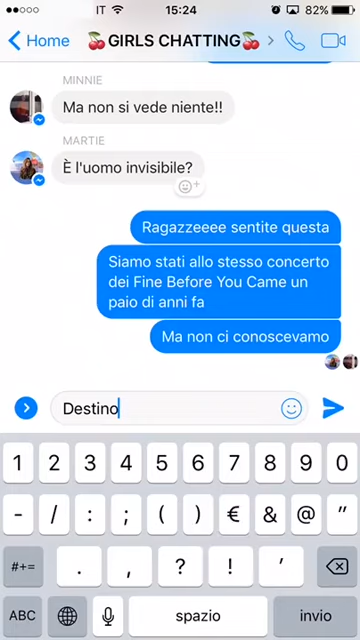 IT 15:24 82%
Home 🍒GIRLS CHATTING🍒
MINNIE
Ma non si vede niente!!
MARTIE
È l'uomo invisibile?
Ragazzeeee sentite questa
Siamo stati allo stesso concerto
dei Fine Before You Came un
paio di anni fa
Ma non ci conoscevamo
Destino
1 2 3 4 5 6 7 8 9 0
- / : ; ( ) € & @ "
#+= . , ? ! '
ABC spazio invio